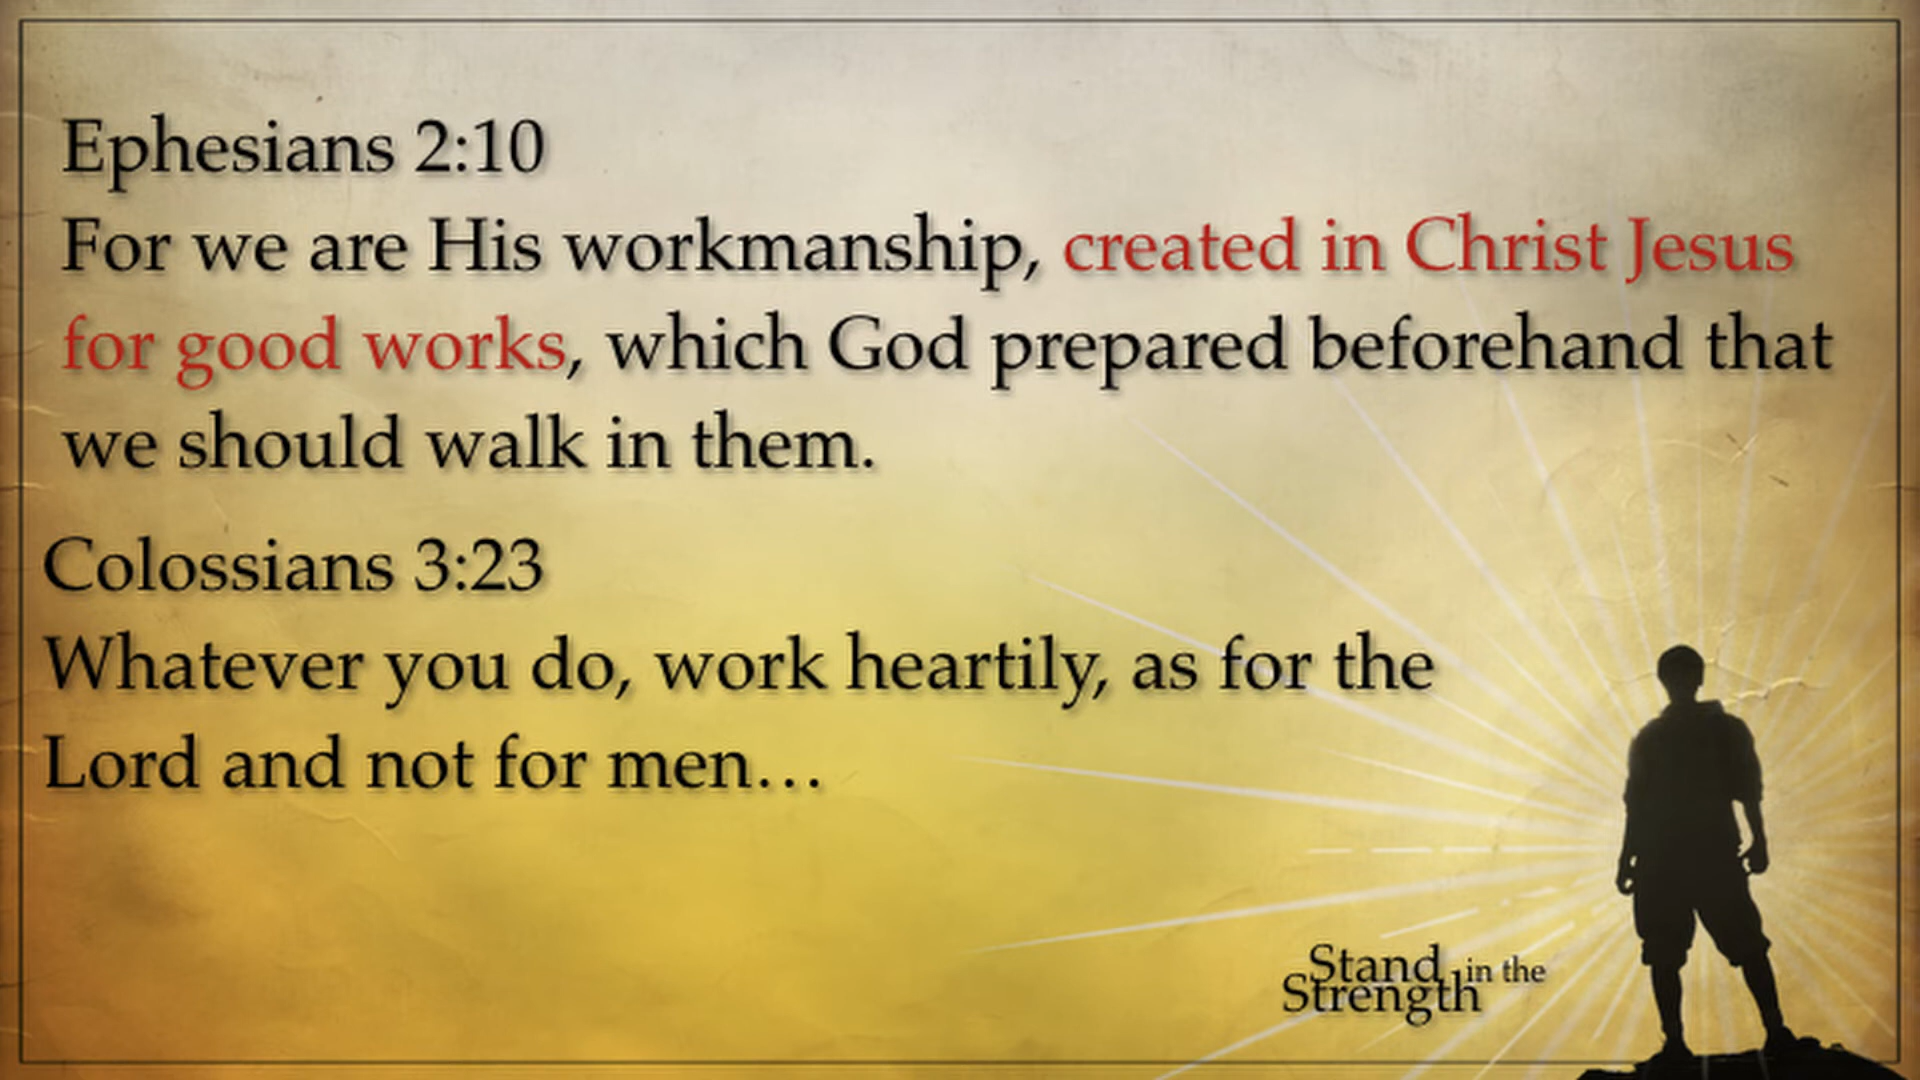 Ephesians 2:10
For we are His workmanship, created in Christ Jesus
for good works, which God prepared beforehand that
we should walk in them.
Colossians 3:23
Whatever you do, work heartily, as for the
Lord and not for men…
Stand in the
Strength